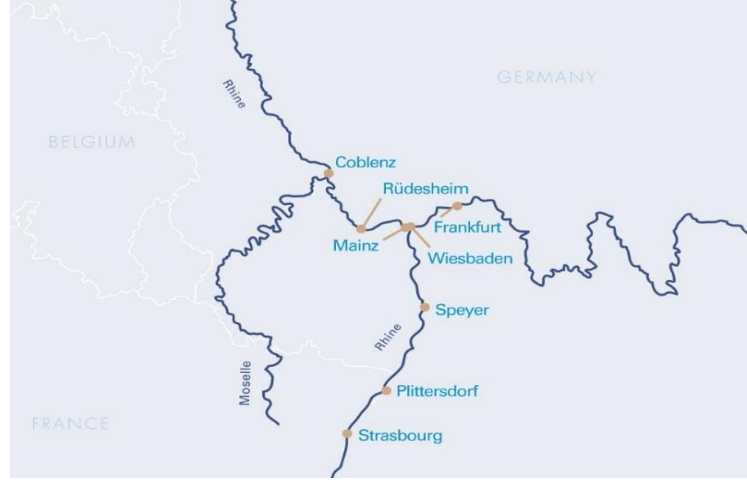 GERMANY
Rhine
BELGIUM
Coblenz
Rüdesheim
Frankfurt
Mainz
Wiesbaden
Speyer
Rhine
Moselle
Plittersdorf
FRANCE
Strasbourg